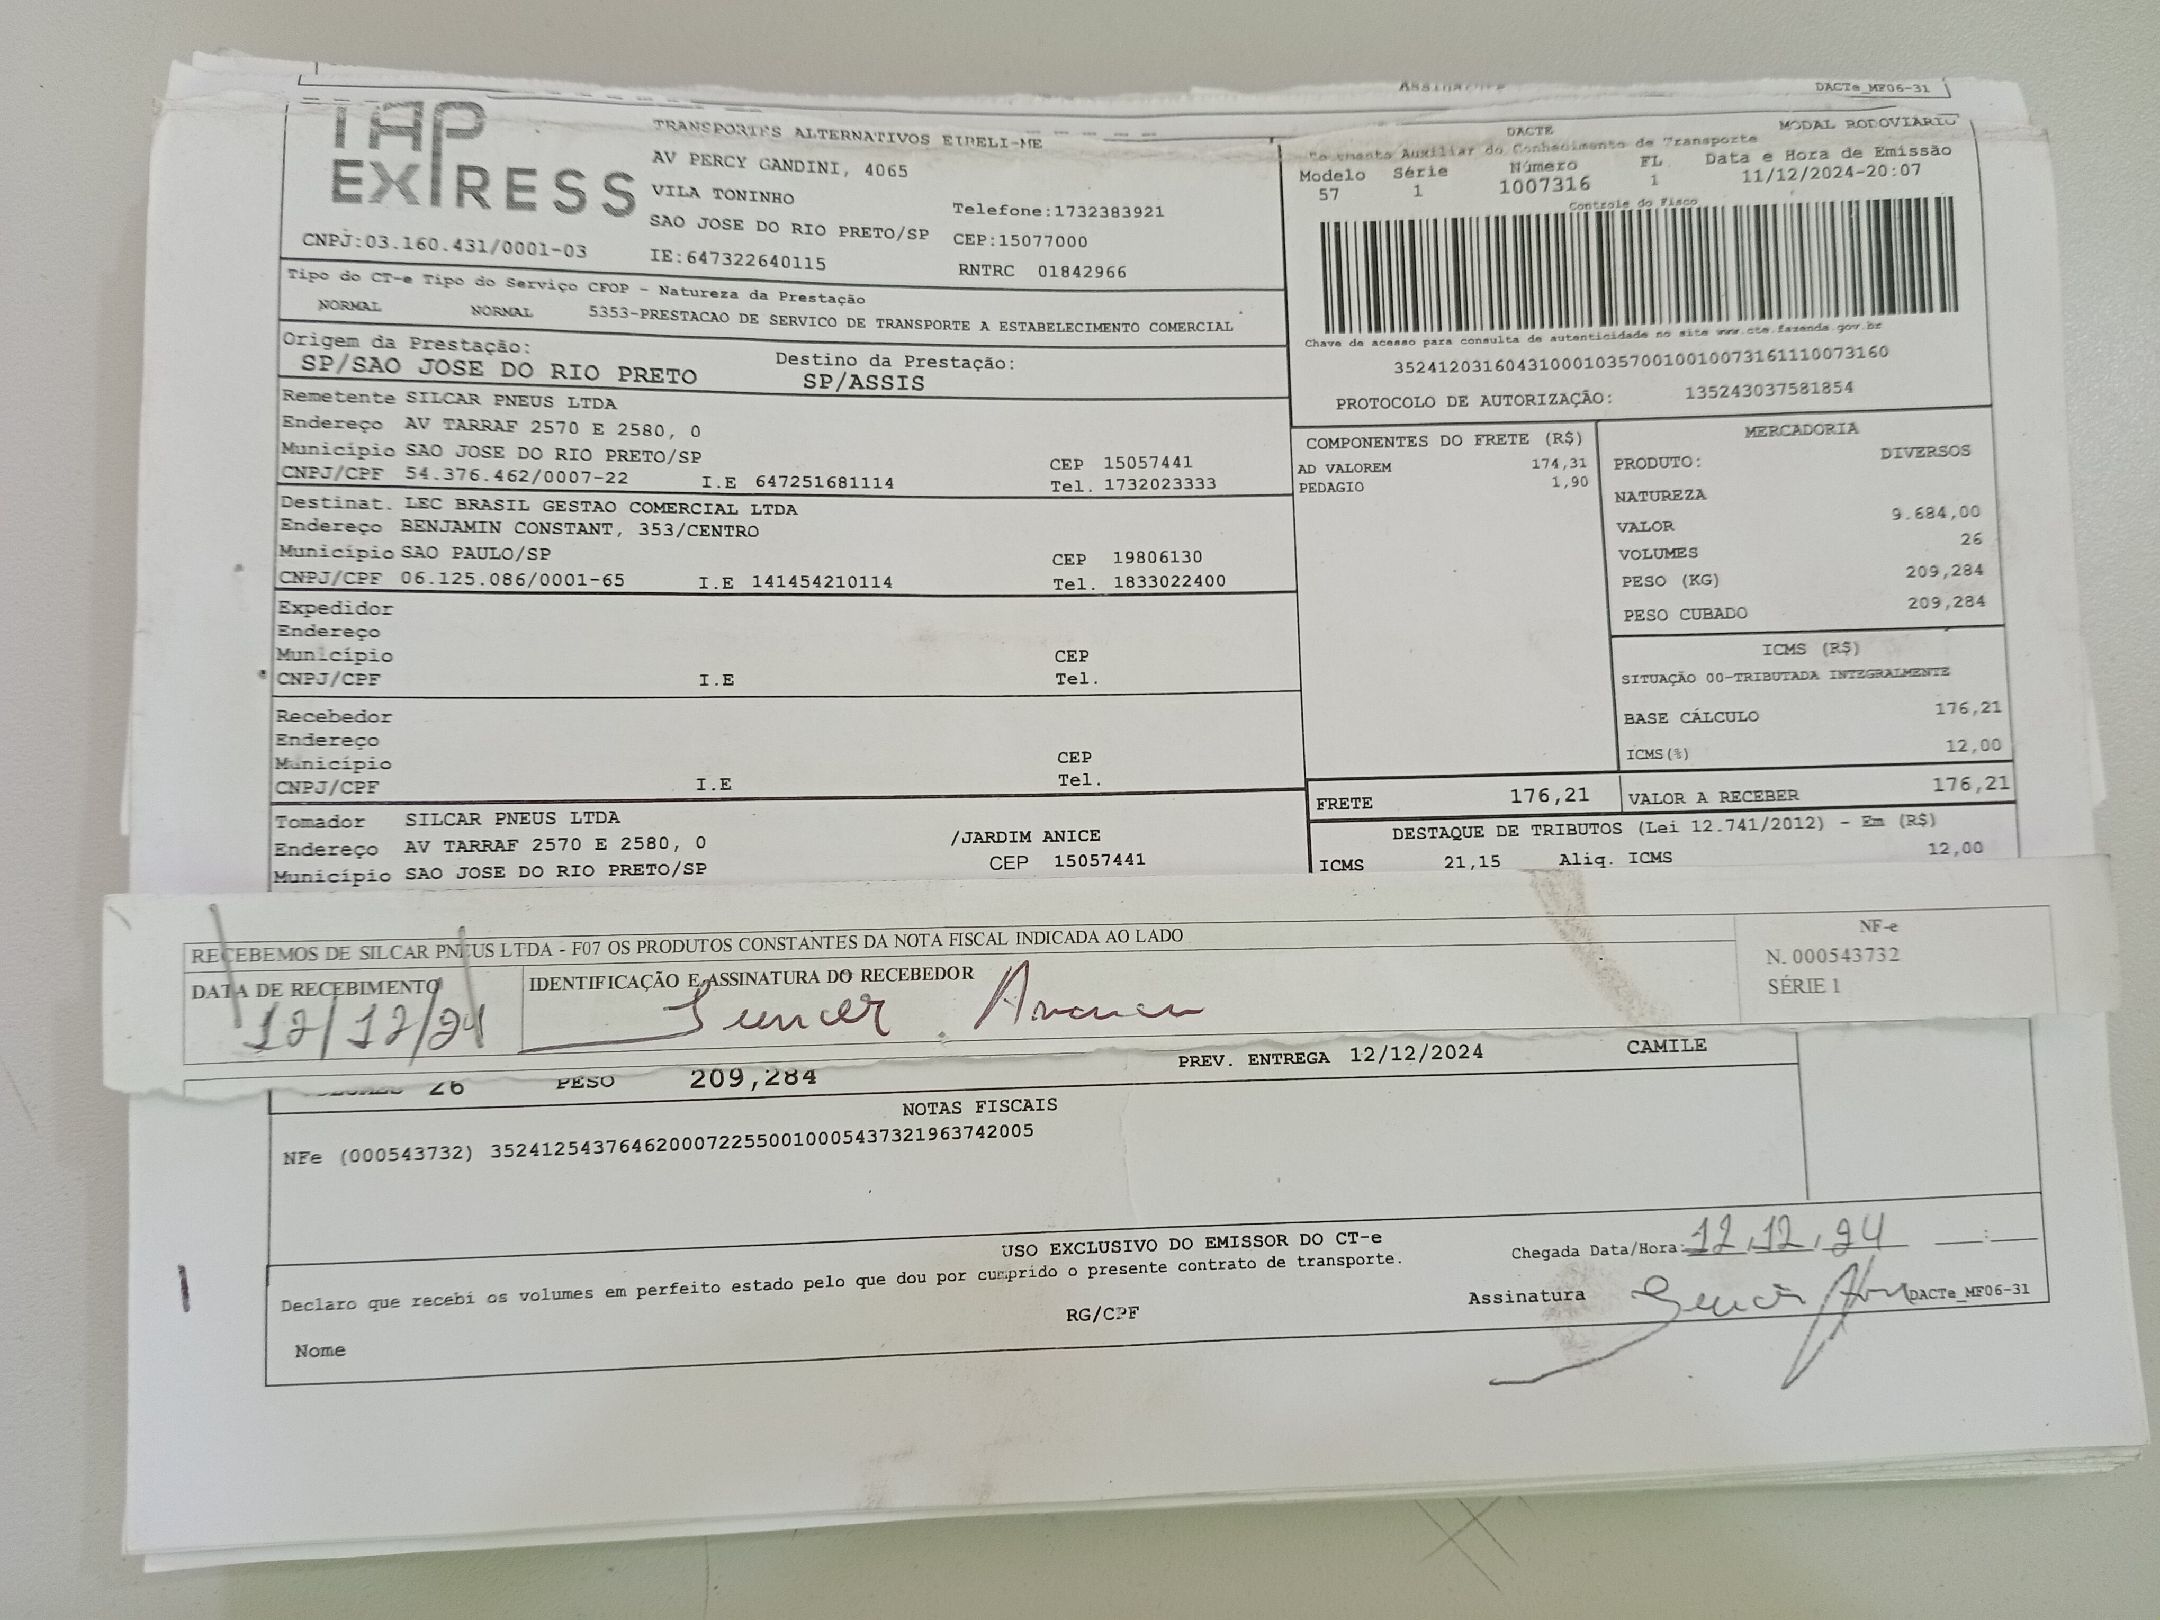 Assinatura
DACTe_MF06-31
TAP
EXPRESS
TRANSPORTES ALTERNATIVOS EIRELI-ME
AV PERCY GANDINI, 4065
VILA TONINHO
Telefone:1732383921
SAO JOSE DO RIO PRETO/SP CEP:15077000
CNPJ:03.160.431/0001-03 IE:647322640115 RNTRC 01842966
DACTE MODAL RODOVIARIO
Documento Auxiliar do Conhecimento de Transporte
Modelo Série Número FL Data e Hora de Emissão
57 1 1007316 1 11/12/2024-20:07
Controle do Fisco
Chave de acesso para consulta de autenticidade no site www.cte.fazenda.gov.br
35241203160431000103570010010073161110073160
PROTOCOLO DE AUTORIZAÇÃO: 135243037581854
Tipo do CT-e Tipo do Serviço CFOP - Natureza da Prestação
NORMAL NORMAL 5353-PRESTACAO DE SERVICO DE TRANSPORTE A ESTABELECIMENTO COMERCIAL
Origem da Prestação: Destino da Prestação:
SP/SAO JOSE DO RIO PRETO SP/ASSIS
Remetente SILCAR PNEUS LTDA
Endereço AV TARRAF 2570 E 2580, 0
Município SAO JOSE DO RIO PRETO/SP CEP 15057441
CNPJ/CPF 54.376.462/0007-22 I.E 647251681114 Tel. 1732023333
Destinat. LEC BRASIL GESTAO COMERCIAL LTDA
Endereço BENJAMIN CONSTANT, 353/CENTRO
Município SAO PAULO/SP CEP 19806130
CNPJ/CPF 06.125.086/0001-65 I.E 141454210114 Tel. 1833022400
Expedidor
Endereço
Município CEP
CNPJ/CPF I.E Tel.
Recebedor
Endereço
Município CEP
CNPJ/CPF I.E Tel.
Tomador SILCAR PNEUS LTDA
Endereço AV TARRAF 2570 E 2580, 0 /JARDIM ANICE
Município SAO JOSE DO RIO PRETO/SP CEP 15057441
COMPONENTES DO FRETE (R$)
AD VALOREM 174,31
PEDAGIO 1,90
MERCADORIA
PRODUTO: DIVERSOS
NATUREZA
VALOR 9.684,00
VOLUMES 26
PESO (KG) 209,284
PESO CUBADO 209,284
ICMS (R$)
SITUAÇÃO 00-TRIBUTADA INTEGRALMENTE
BASE CÁLCULO 176,21
ICMS(%) 12,00
FRETE 176,21 VALOR A RECEBER 176,21
DESTAQUE DE TRIBUTOS (Lei 12.741/2012) - Em (R$)
ICMS 21,15 Aliq. ICMS 12,00
RECEBEMOS DE SILCAR PNEUS LTDA - F07 OS PRODUTOS CONSTANTES DA NOTA FISCAL INDICADA AO LADO
DATA DE RECEBIMENTO IDENTIFICAÇÃO E ASSINATURA DO RECEBEDOR
12/12/24
NF-e
N. 000543732
SÉRIE 1
26 PESO 209,284 PREV. ENTREGA 12/12/2024 CAMILE
NOTAS FISCAIS
NFe (000543732) 35241254376462000722550010005437321963742005
USO EXCLUSIVO DO EMISSOR DO CT-e
Declaro que recebi os volumes em perfeito estado pelo que dou por cumprido o presente contrato de transporte.
Chegada Data/Hora: 12,12,24
Nome RG/CPF Assinatura DACTe_MF06-31